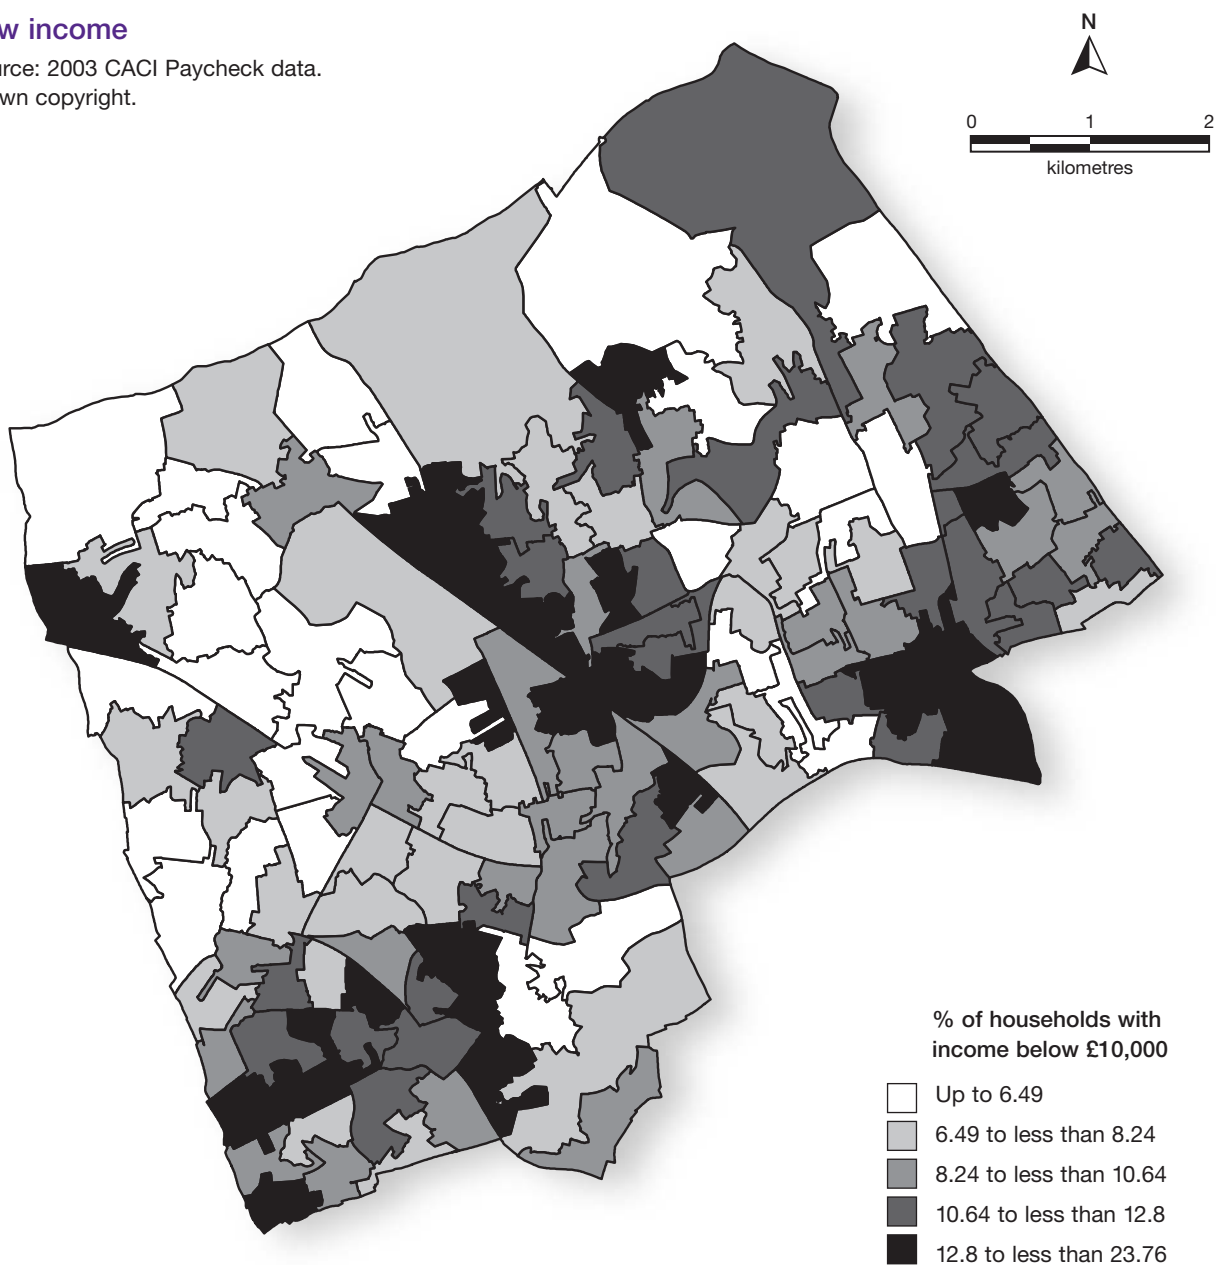 w income
urce: 2003 CACI Paycheck data.
wn copyright.
N
0 1 2
kilometres
% of households with
income below £10,000
Up to 6.49
6.49 to less than 8.24
8.24 to less than 10.64
10.64 to less than 12.8
12.8 to less than 23.76